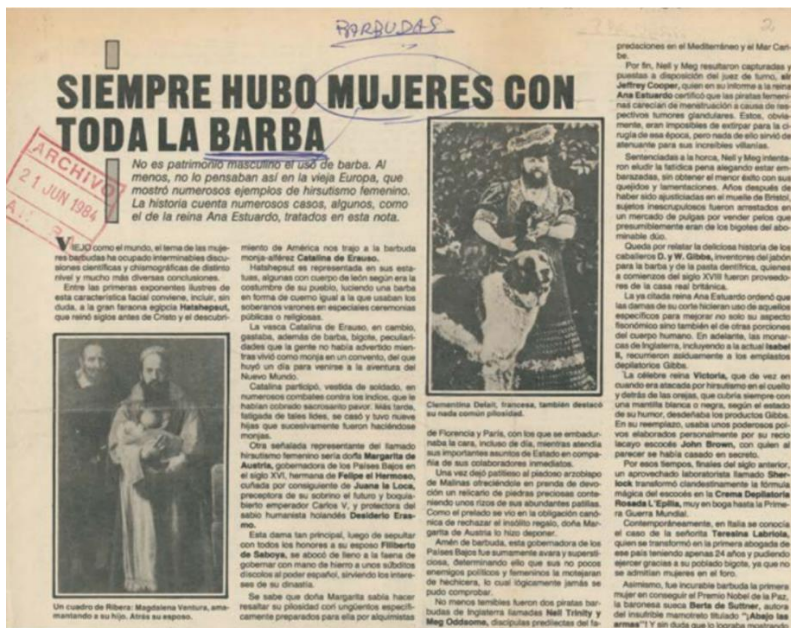 BARBUDAS
2
SIEMPRE HUBO MUJERES CON
TODA LA BARBA
ARCHIVO
21 JUN 1984
No es patrimonio masculino el uso de barba. Al
menos, no lo pensaban así en la vieja Europa, que
mostró numerosos ejemplos de hirsutismo femenino.
La historia cuenta numerosos casos, algunos, como
el de la reina Ana Estuardo, tratados en esta nota.
VIEJO como el mundo, el tema de las muje-
res barbudas ha ocupado interminables discu-
siones científicas y chismográficas de distinto
nivel y mucho más diversas conclusiones.
Entre las primeras exponentes ilustres de
esta característica facial conviene, incluir, sin
duda, a la gran faraona egipcia Hatshepsut,
que reinó siglos antes de Cristo y el descubri-
Un cuadro de Ribera: Magdalena Ventura, ama-
mantando a su hijo. Atrás su esposo.
miento de América nos trajo a la barbuda
monja-alférez Catalina de Erauso.
Hatshepsut es representada en sus esta-
tuas, algunas con cuerpo de león según era la
costumbre de su pueblo, luciendo una barba
en forma de cuerno igual a la que usaban los
soberanos varones en especiales ceremonias
públicas o religiosas.
La vasca Catalina de Erauso, en cambio,
gastaba, además de barba, bigote, peculiari-
dades que la gente no había advertido mien-
tras vivió como monja en un convento, del que
huyó un día para venirse a la aventura del
Nuevo Mundo.
Catalina participó, vestida de soldado, en
numerosos combates contra los indios, que le
habían cobrado sacrosanto pavor. Más tarde,
fatigada de tales lides, se casó y tuvo nueve
hijas que sucesivamente fueron haciéndose
monjas.
Otra señalada representante del llamado
hirsutismo femenino sería doña Margarita de
Austria, gobernadora de los Países Bajos en
el siglo XVI, hermana de Felipe el Hermoso,
cuñada por consiguiente de Juana la Loca,
preceptora de su sobrino el futuro y boquia-
bierto emperador Carlos V, y protectora del
sabio humanista holandés Desiderio Eras-
mo.
Esta dama tan principal, luego de sepultar
con todos los honores a su esposo Filiberto
de Saboya, se abocó de lleno a la faena de
gobernar con mano de hierro a unos súbditos
díscolos al poder español, sirviendo los intere-
ses de su dinastía.
Se sabe que doña Margarita sabía hacer
resaltar su pilosidad con ungüentos específi-
camente preparados para ella por alquimistas
Clementina Delait, francesa, también destacó
su nada común pilosidad.
de Florencia y París, con los que se embadur-
naba la cara, incluso de día, mientras atendía
sus importantes asuntos de Estado en compa-
ñía de sus colaboradores inmediatos.
Una vez dejó patitieso al piadoso arzobispo
de Malinas ofreciéndole en prenda de devo-
ción un relicario de piedras preciosas conte-
niendo unos rizos de sus abundantes patillas.
Como el prelado se vio en la obligación canó-
nica de rechazar el insólito regalo, doña Mar-
garita de Austria lo hizo deponer.
Amén de barbuda, esta gobernadora de los
Países Bajos fue sumamente avara y supersti-
ciosa, determinando ello que sus no pocos
enemigos políticos y femeninos la motejaran
de hechicera, lo cual lógicamente jamás se
pudo comprobar.
No menos temibles fueron dos piratas bar-
budas de Inglaterra llamadas Nell Trinity y
Meg Oddsome, discípulas predilectas del fa-
predaciones en el Mediterráneo y el Mar Cari-
be.
Por fin, Nell y Meg resultaron capturadas y
puestas a disposición del juez de turno, sir
Jeffrey Cooper, quien en su informe a la reina
Ana Estuardo certificó que las piratas femeni-
nas carecían de menstruación a causa de res-
pectivos tumores glandulares. Estos, obvia-
mente, eran imposibles de extirpar para la ci-
rugía de esa época, pero nada de ello sirvió de
atenuante para sus increíbles villanías.
Sentenciadas a la horca, Nell y Meg intenta-
ron eludir la fatídica pena alegando estar em-
barazadas, sin obtener el menor éxito con sus
quejidos y lamentaciones. Años después de
haber sido ajusticiadas en el muelle de Bristol,
sujetos inescrupulosos fueron arrestados en
un mercado de pulgas por vender pelos que
presumiblemente eran de los bigotes del abo-
minable dúo.
Queda por relatar la deliciosa historia de los
caballeros D. y W. Gibbs, inventores del jabón
para la barba y de la pasta dentífrica, quienes
a comienzos del siglo XVIII fueron proveedo-
res de la casa real británica.
La ya citada reina Ana Estuardo ordenó que
las damas de su corte hicieran uso de aquellos
específicos para mejorar no solo su aspecto
fisonómico sino también el de otras porciones
del cuerpo humano. En adelante, las monar-
cas de Inglaterra, incluyendo a la actual Isabel
II, recurrieron asiduamente a los emplastos
depilatorios Gibbs.
La célebre reina Victoria, que de vez en
cuando era atacada por hirsutismo en el cuello
y detrás de las orejas, que cubría siempre con
una mantilla blanca o negra, según el estado
de su humor, desdeñaba los productos Gibbs.
En su reemplazo, usaba unos poderosos pol-
vos elaborados personalmente por su recio
lacayo escocés John Brown, con quien al
parecer se había casado en secreto.
Por esos tiempos, finales del siglo anterior,
un aprovechado laboratorista llamado Sher-
lock transformó clandestinamente la fórmula
mágica del escocés en la Crema Depilatoria
Rosada L'Epilia, muy en boga hasta la Prime-
ra Guerra Mundial.
Contemporáneamente, en Italia se conocía
el caso de la señorita Teresina Labriola,
quien se transformó en la primera abogada de
ese país teniendo apenas 24 años y pudiendo
ejercer gracias a su poblado bigote, ya que no
se admitían mujeres en el foro.
Asimismo, fue incurable barbuda la primera
mujer en conseguir el Premio Nobel de la Paz,
la baronesa sueca Berta de Suttner, autora
del insufrible mamotreto titulado "¡Abajo las
armas"! Y sin duda que lo lograba mostrando